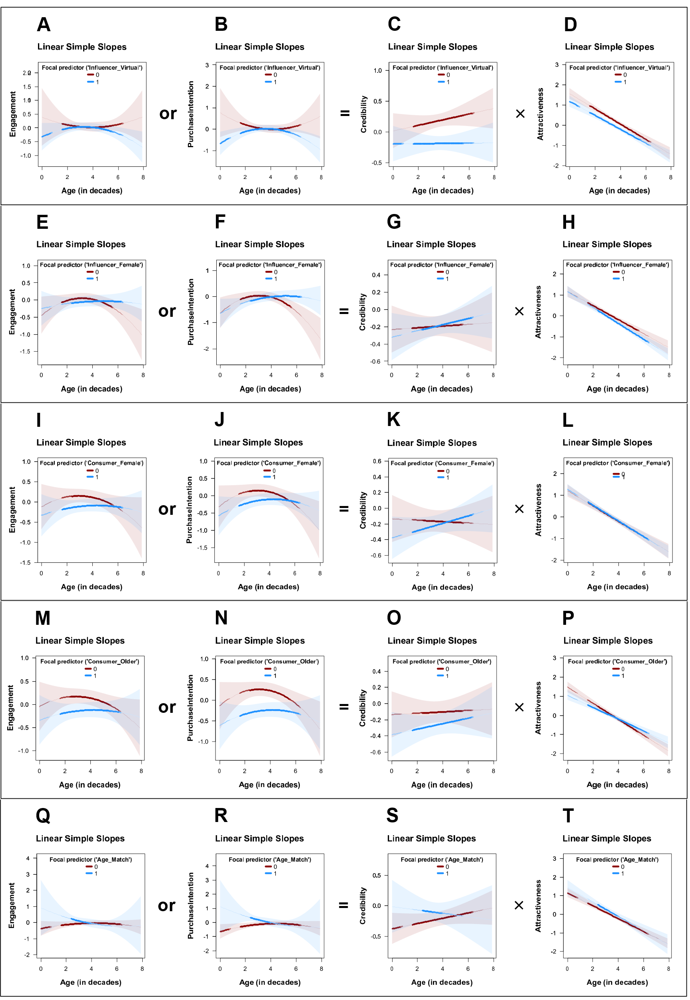 A B C D
Linear Simple Slopes Linear Simple Slopes Linear Simple Slopes Linear Simple Slopes
Focal predictor ('Influencer_Virtual')
0
1
Engagement
2.0
1.5
1.0
0.5
0.0
-0.5
-1.0
0 2 4 6 8
Age (in decades)
or
Focal predictor ('Influencer_Virtual')
0
1
PurchaseIntention
3
2
1
0
-1
0 2 4 6 8
Age (in decades)
=
Focal predictor ('Influencer_Virtual')
0
1
Credibility
1.0
0.5
0.0
-0.5
0 2 4 6 8
Age (in decades)
×
Focal predictor ('Influencer_Virtual')
0
1
Attractiveness
3
2
1
0
-1
-2
0 2 4 6 8
Age (in decades)
E F G H
Linear Simple Slopes Linear Simple Slopes Linear Simple Slopes Linear Simple Slopes
Focal predictor ('Influencer_Female')
0
1
Engagement
1.0
0.5
0.0
-0.5
-1.0
-1.5
0 2 4 6 8
Age (in decades)
or
Focal predictor ('Influencer_Female')
0
1
PurchaseIntention
1
0
-1
-2
0 2 4 6 8
Age (in decades)
=
Focal predictor ('Influencer_Female')
0
1
Credibility
0.4
0.2
0.0
-0.2
-0.4
-0.6
0 2 4 6 8
Age (in decades)
×
Focal predictor ('Influencer_Female')
0
1
Attractiveness
2
1
0
-1
-2
0 2 4 6 8
Age (in decades)
I J K L
Linear Simple Slopes Linear Simple Slopes Linear Simple Slopes Linear Simple Slopes
Focal predictor ('Consumer_Female')
0
1
Engagement
1.0
0.5
0.0
-0.5
-1.0
-1.5
0 2 4 6 8
Age (in decades)
or
Focal predictor ('Consumer_Female')
0
1
PurchaseIntention
1.0
0.5
0.0
-0.5
-1.0
-1.5
0 2 4 6 8
Age (in decades)
=
Focal predictor ('Consumer_Female')
0
1
Credibility
0.6
0.4
0.2
0.0
-0.2
-0.4
-0.6
0 2 4 6 8
Age (in decades)
×
Focal predictor ('Consumer_Female')
0
1
Attractiveness
2
1
0
-1
-2
0 2 4 6 8
Age (in decades)
M N O P
Linear Simple Slopes Linear Simple Slopes Linear Simple Slopes Linear Simple Slopes
Focal predictor ('Consumer_Older')
0
1
Engagement
1.0
0.5
0.0
-0.5
-1.0
0 2 4 6 8
Age (in decades)
or
Focal predictor ('Consumer_Older')
0
1
PurchaseIntention
1.0
0.5
0.0
-0.5
-1.0
0 2 4 6 8
Age (in decades)
=
Focal predictor ('Consumer_Older')
0
1
Credibility
0.4
0.2
0.0
-0.2
-0.4
-0.6
0 2 4 6 8
Age (in decades)
×
Focal predictor ('Consumer_Older')
0
1
Attractiveness
3
2
1
0
-1
-2
0 2 4 6 8
Age (in decades)
Q R S T
Linear Simple Slopes Linear Simple Slopes Linear Simple Slopes Linear Simple Slopes
Focal predictor ('Age_Match')
0
1
Engagement
4
3
2
1
0
-1
-2
0 2 4 6 8
Age (in decades)
or
Focal predictor ('Age_Match')
0
1
PurchaseIntention
4
3
2
1
0
-1
-2
0 2 4 6 8
Age (in decades)
=
Focal predictor ('Age_Match')
0
1
Credibility
0.5
0.0
-0.5
0 2 4 6 8
Age (in decades)
×
Focal predictor ('Age_Match')
0
1
Attractiveness
3
2
1
0
-1
-2
0 2 4 6 8
Age (in decades)